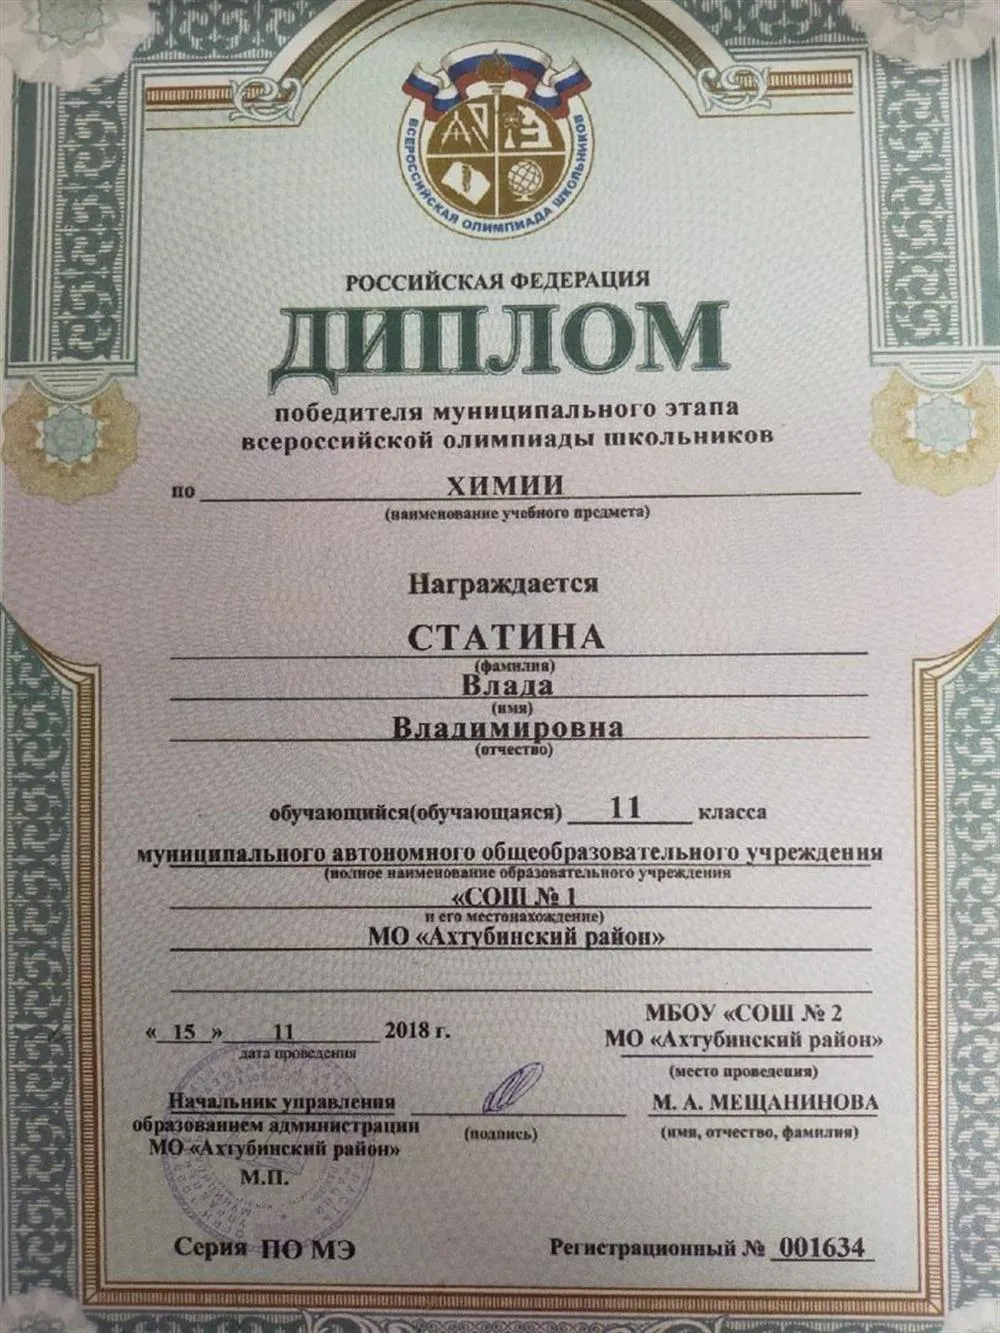 ВСЕРОССИЙСКАЯ ОЛИМПИАДА ШКОЛЬНИКОВ
РОССИЙСКАЯ ФЕДЕРАЦИЯ
ДИПЛОМ
победителя муниципального этапа
всероссийской олимпиады школьников
по ХИМИИ
(наименование учебного предмета)
Награждается
СТАТИНА
(фамилия)
Влада
(имя)
Владимировна
(отчество)
обучающийся(обучающаяся) 11 класса
муниципального автономного общеобразовательного учреждения
(полное наименование образовательного учреждения
«СОШ № 1
и его местонахождение)
МО «Ахтубинский район»
« 15 » 11 2018 г.
дата проведения
МБОУ «СОШ № 2
МО «Ахтубинский район»
(место проведения)
Начальник управления
образованием администрации
МО «Ахтубинский район»
М.П.
(подпись)
М. А. МЕЩАНИНОВА
(имя, отчество, фамилия)
Серия ПО МЭ
Регистрационный № 001634